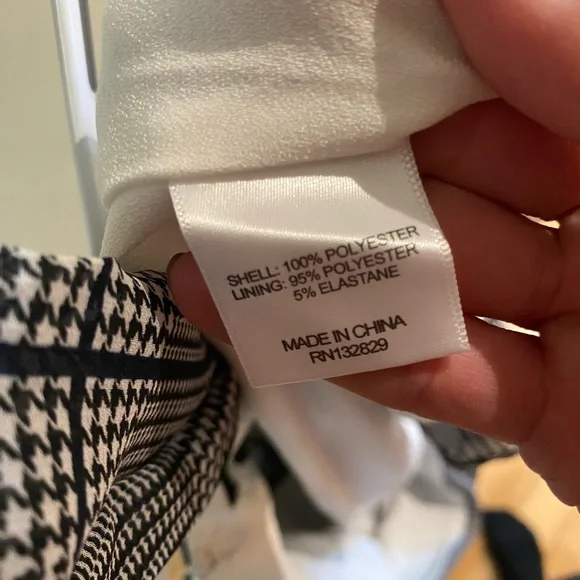 SHELL: 100% POLYESTER
LINING: 95% POLYESTER
5% ELASTANE
MADE IN CHINA
RN132829